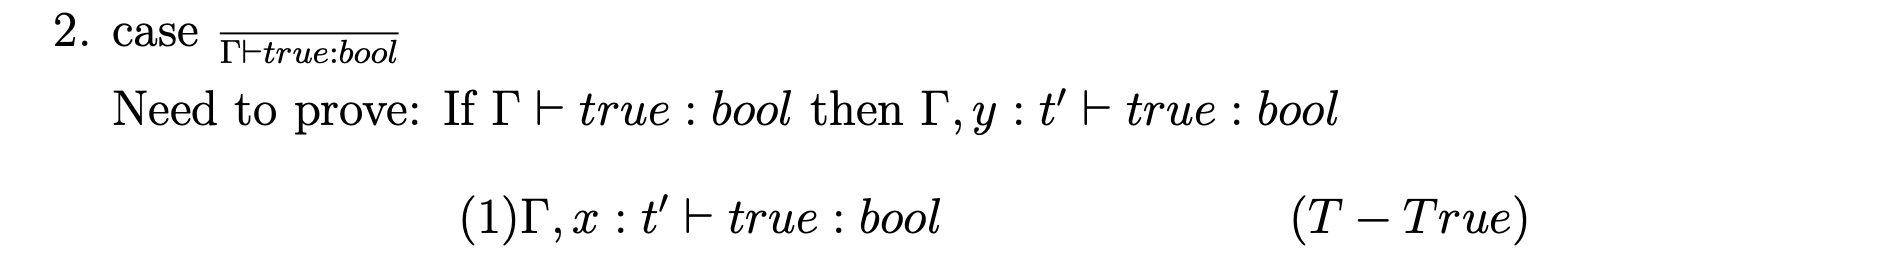 2. case Γ⊢true:bool
Need to prove: If Γ ⊢ true : bool then Γ, y : t′ ⊢ true : bool
(1)Γ, x : t′ ⊢ true : bool (T − True)